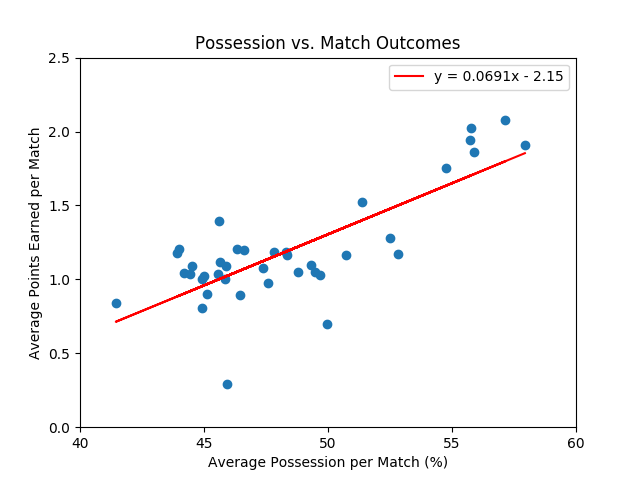 Possession vs. Match Outcomes
y = 0.0691x - 2.15
Average Points Earned per Match
2.5
2.0
1.5
1.0
0.5
0.0
40 45 50 55 60
Average Possession per Match (%)